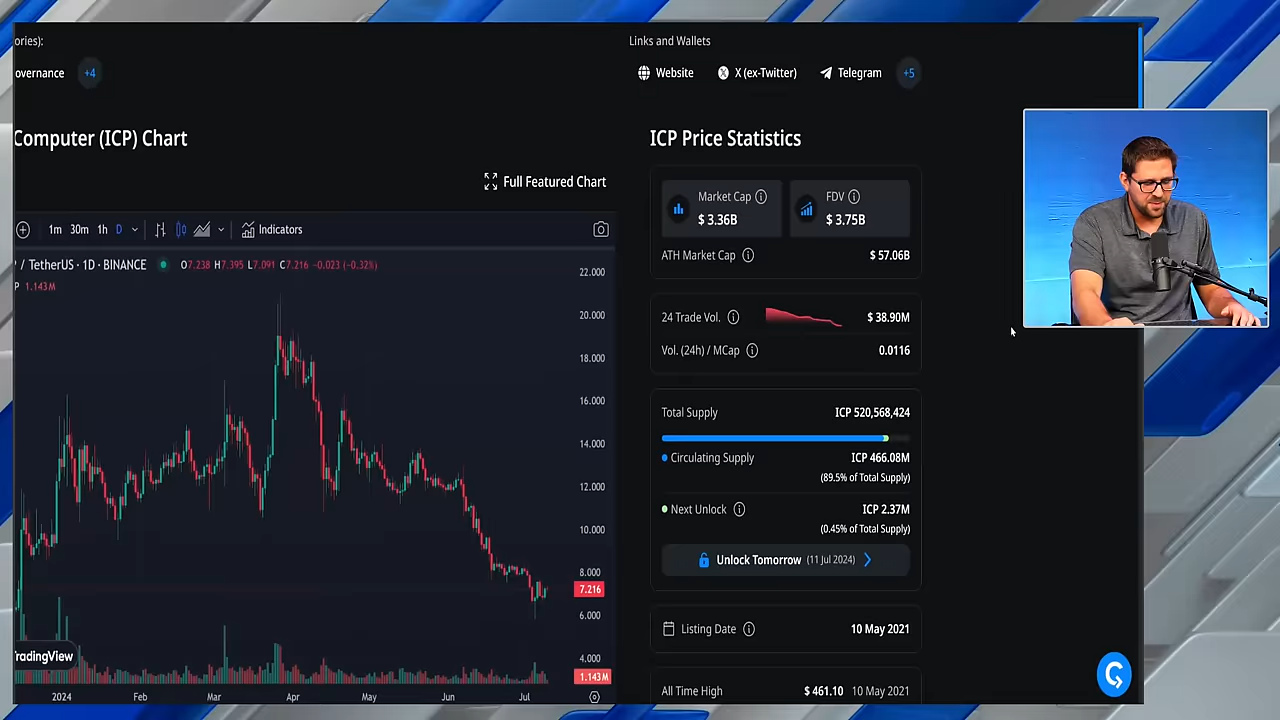 ories):
Links and Wallets
overnance
+4
Website
X (ex-Twitter)
Telegram
+5
Computer (ICP) Chart
ICP Price Statistics
Full Featured Chart
Market Cap
$ 3.36B
FDV
$ 3.75B
ATH Market Cap
$ 57.06B
1m 30m 1h D
Indicators
/ TetherUS · 1D · BINANCE
O7.238 H7.395 L7.091 C7.216 -0.023 (-0.32%)
P 1.143M
22.000
20.000
18.000
16.000
14.000
12.000
10.000
8.000
7.216
6.000
4.000
1.143M
TradingView
2024 Feb Mar Apr May Jun Jul
24 Trade Vol.
$ 38.90M
Vol. (24h) / MCap
0.0116
Total Supply
ICP 520,568,424
Circulating Supply
ICP 466.08M
(89.5% of Total Supply)
Next Unlock
ICP 2.37M
(0.45% of Total Supply)
Unlock Tomorrow (11 Jul 2024)
Listing Date
10 May 2021
All Time High
$ 461.10 10 May 2021